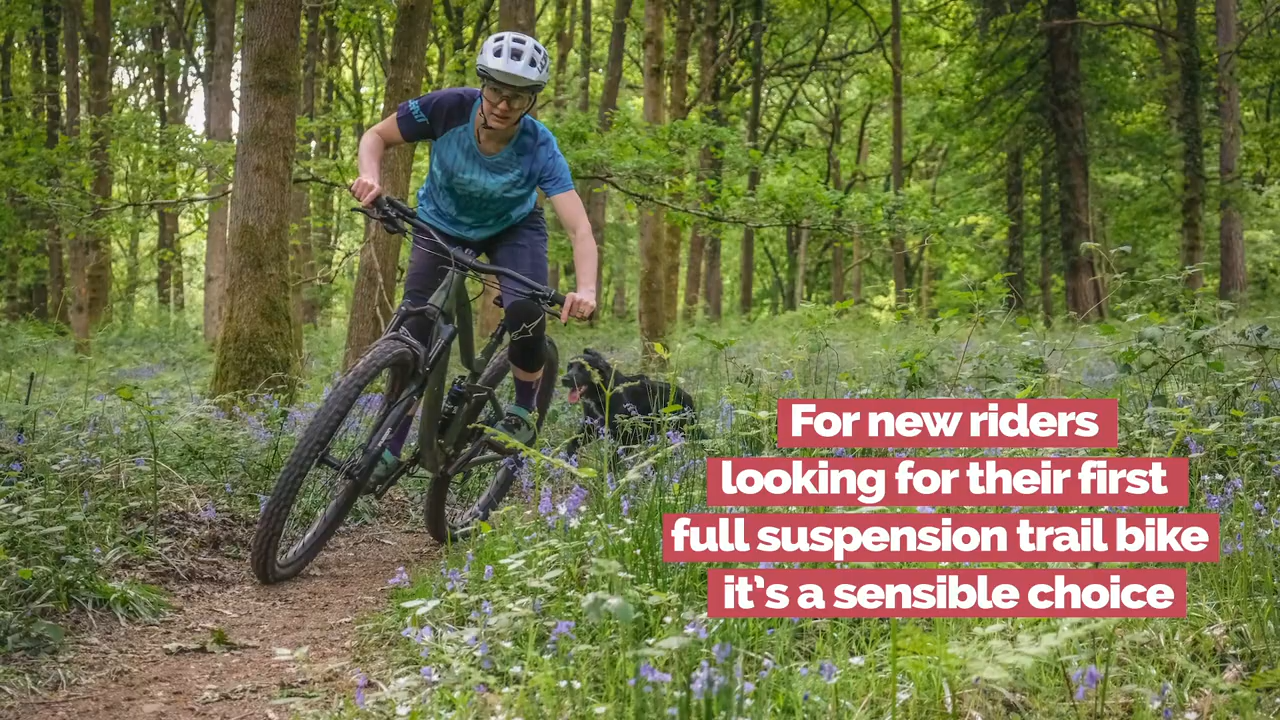 For new riders
looking for their first
full suspension trail bike
it's a sensible choice